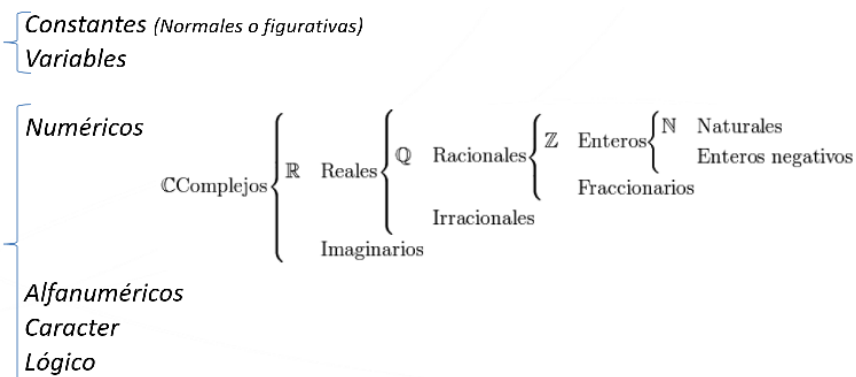 Constantes (Normales o figurativas)
Variables
Numéricos
ℂComplejos
ℝ Reales
ℚ Racionales
ℤ Enteros
ℕ Naturales
Enteros negativos
Fraccionarios
Irracionales
Imaginarios
Alfanuméricos
Caracter
Lógico